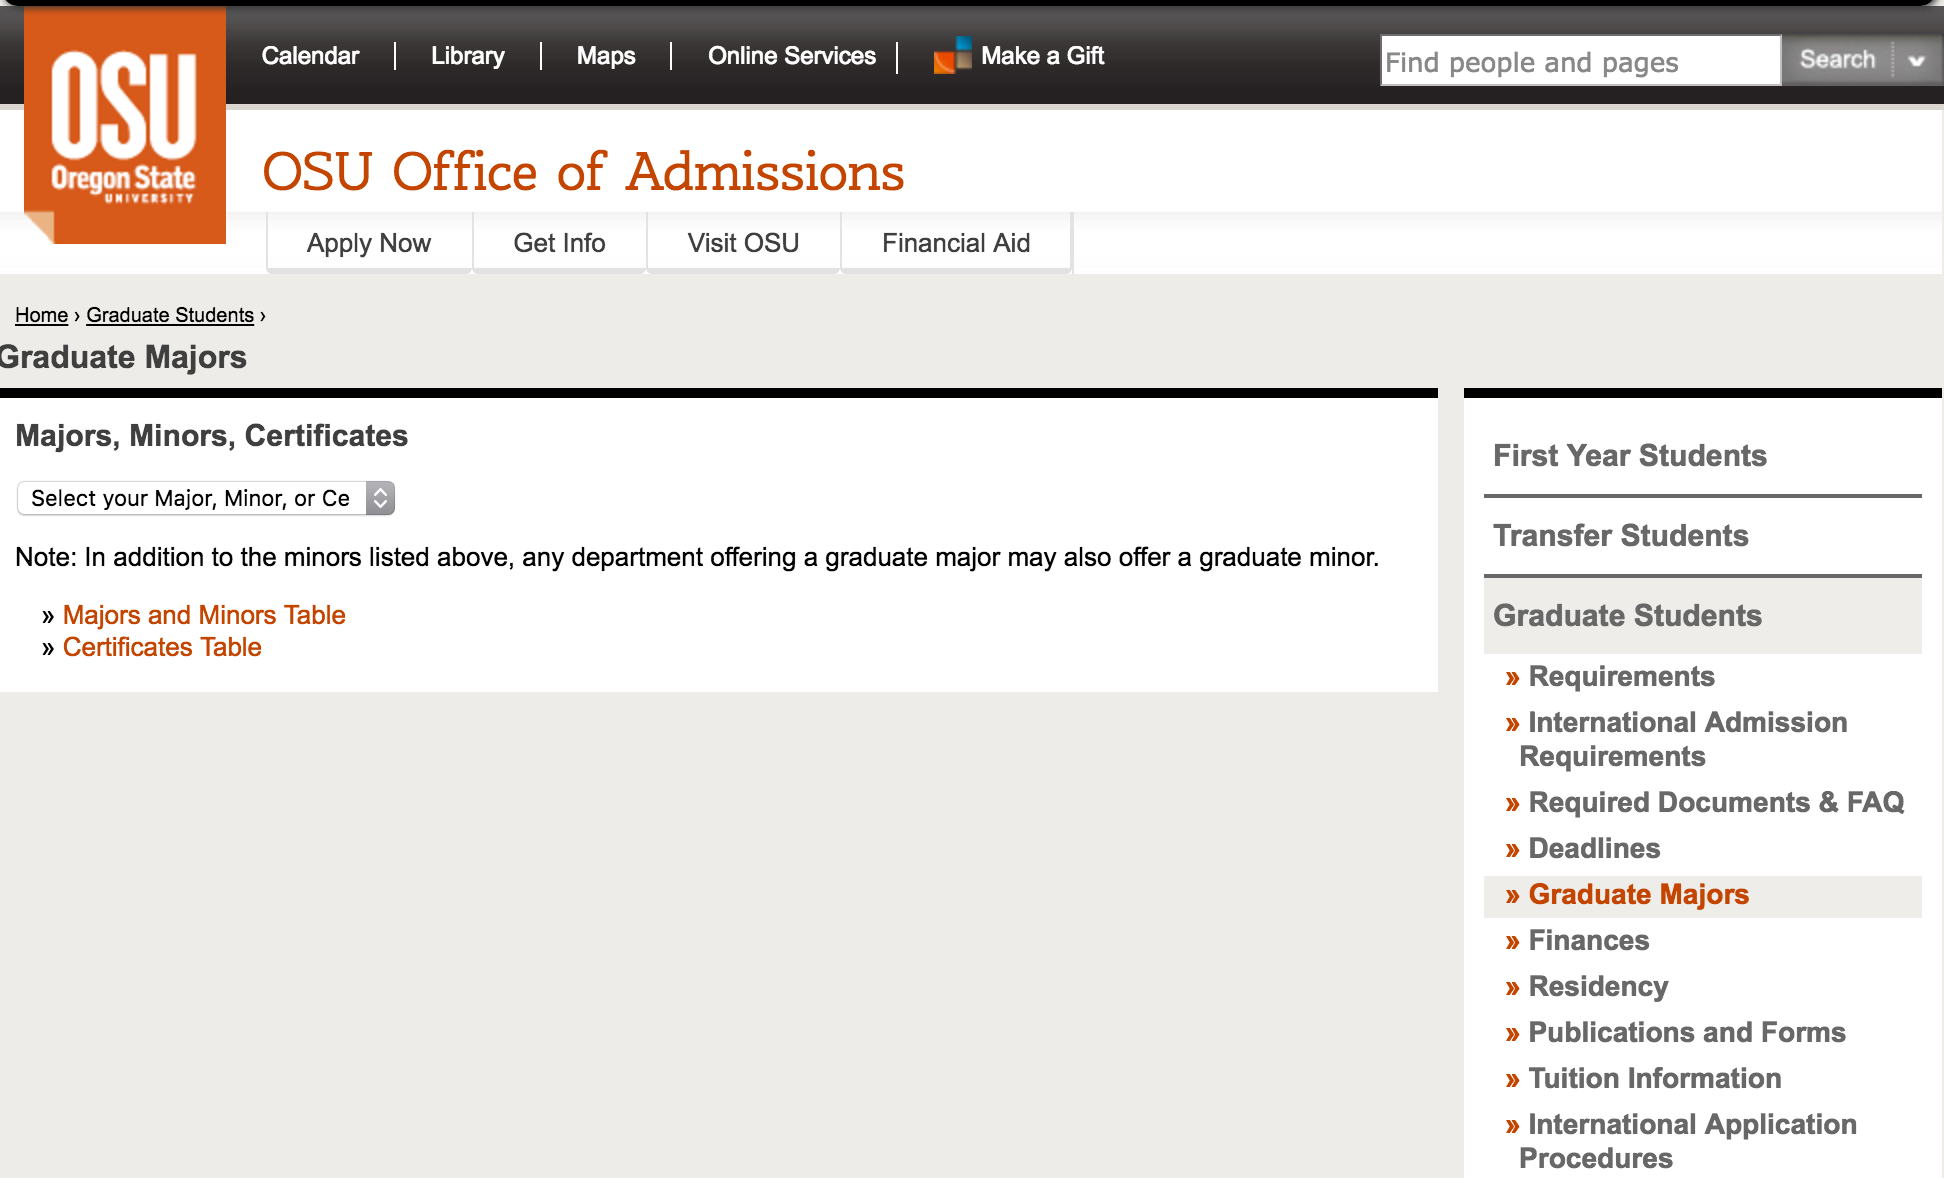 Calendar
Library
Maps
Online Services
Make a Gift
Find people and pages
Search
OSU
Oregon State
UNIVERSITY
OSU Office of Admissions
Apply Now
Get Info
Visit OSU
Financial Aid
Home › Graduate Students ›
Graduate Majors
Majors, Minors, Certificates
Select your Major, Minor, or Ce
Note: In addition to the minors listed above, any department offering a graduate major may also offer a graduate minor.
» Majors and Minors Table
» Certificates Table
First Year Students
Transfer Students
Graduate Students
» Requirements
» International Admission
Requirements
» Required Documents & FAQ
» Deadlines
» Graduate Majors
» Finances
» Residency
» Publications and Forms
» Tuition Information
» International Application
Procedures